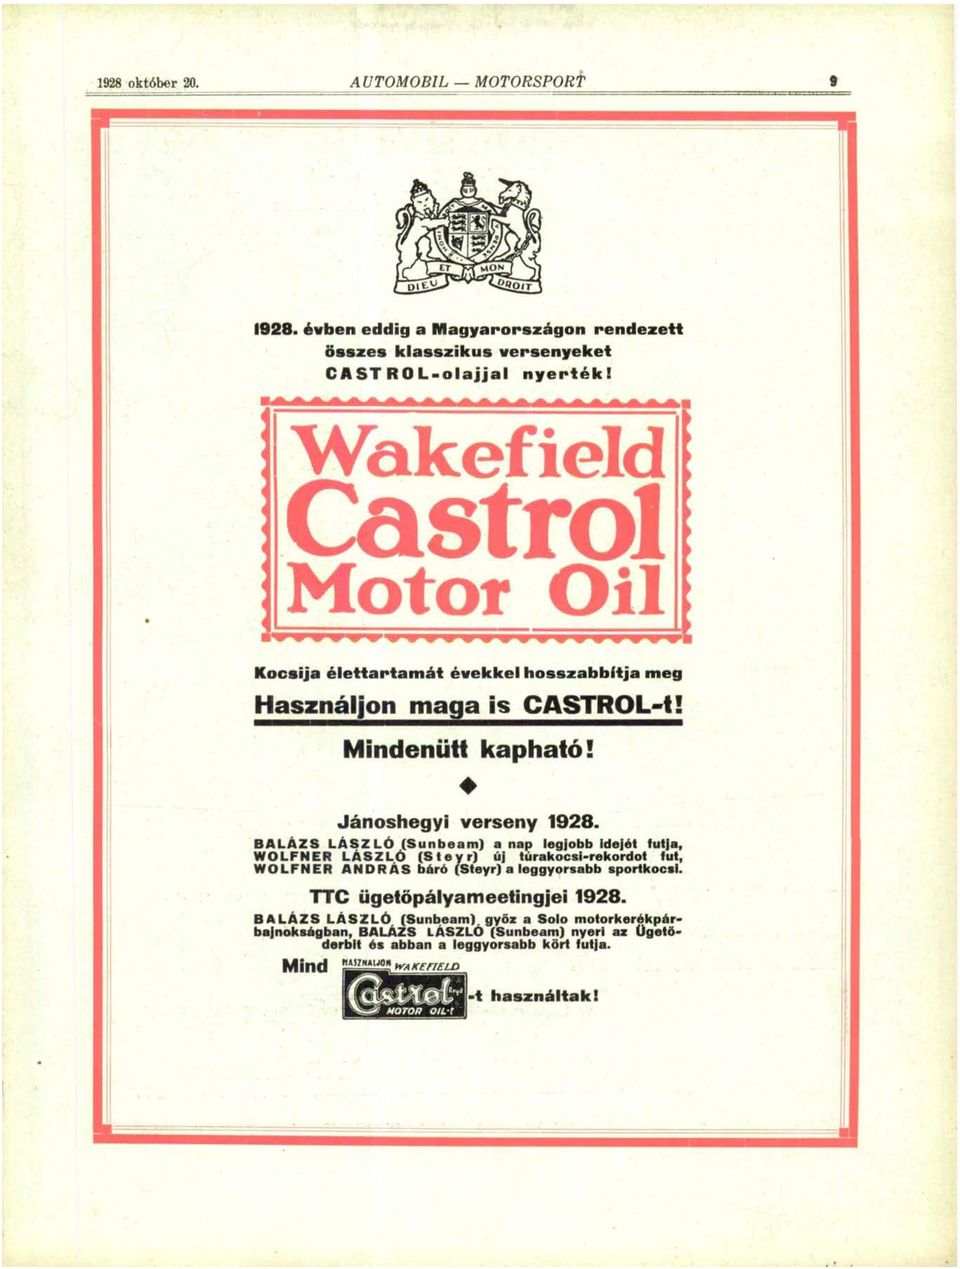 1928 október 20. AUTOMOBIL — MOTORSPORT 9
DIEU ET MON DROIT
1928. évben eddig a Magyarországon rendezett
összes klasszikus versenyeket
CASTROL-olajjal nyerték!
Wakefield
Castrol
Motor Oil
Kocsija élettartamát évekkel hosszabbítja meg
Használjon maga is CASTROL-t!
Mindenütt kapható!
Jánoshegyi verseny 1928.
BALÁZS LÁSZLÓ (Sunbeam) a nap legjobb idejét futja,
WOLFNER LÁSZLÓ (Steyr) új túrakocsi-rekordot fut,
WOLFNER ANDRÁS báró (Steyr) a leggyorsabb sportkocsi.
TTC ügetőpályameetingjei 1928.
BALÁZS LÁSZLÓ (Sunbeam) győz a Solo motorkerékpár-
bajnokságban, BALÁZS LÁSZLÓ (Sunbeam) nyeri az Ügető-
derbit és abban a leggyorsabb kört futja.
Mind HASZNALJON WAKEFIELD
Castrol Regd
MOTOR OIL-t
-t használtak!